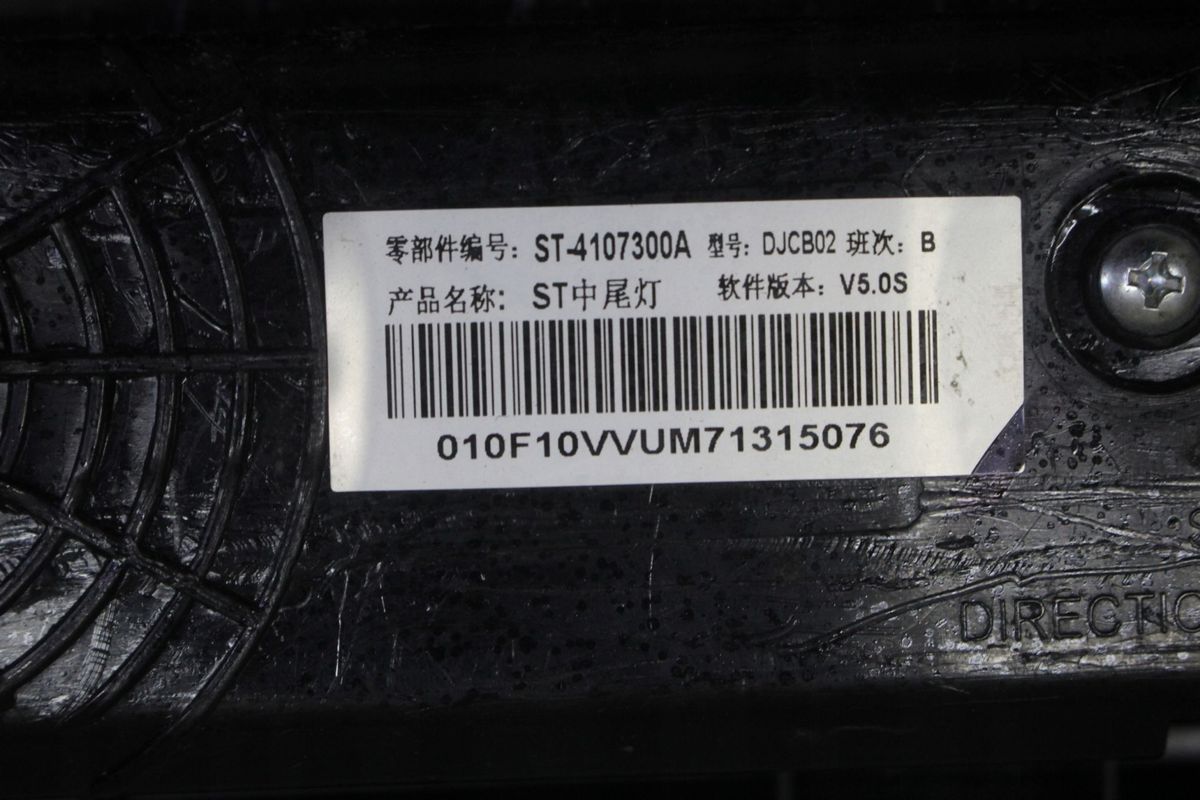 零部件编号：ST-4107300A 型号：DJCB02 班次：B
产品名称：ST中尾灯 软件版本：V5.0S
010F10VVUM71315076
DIRECTIC